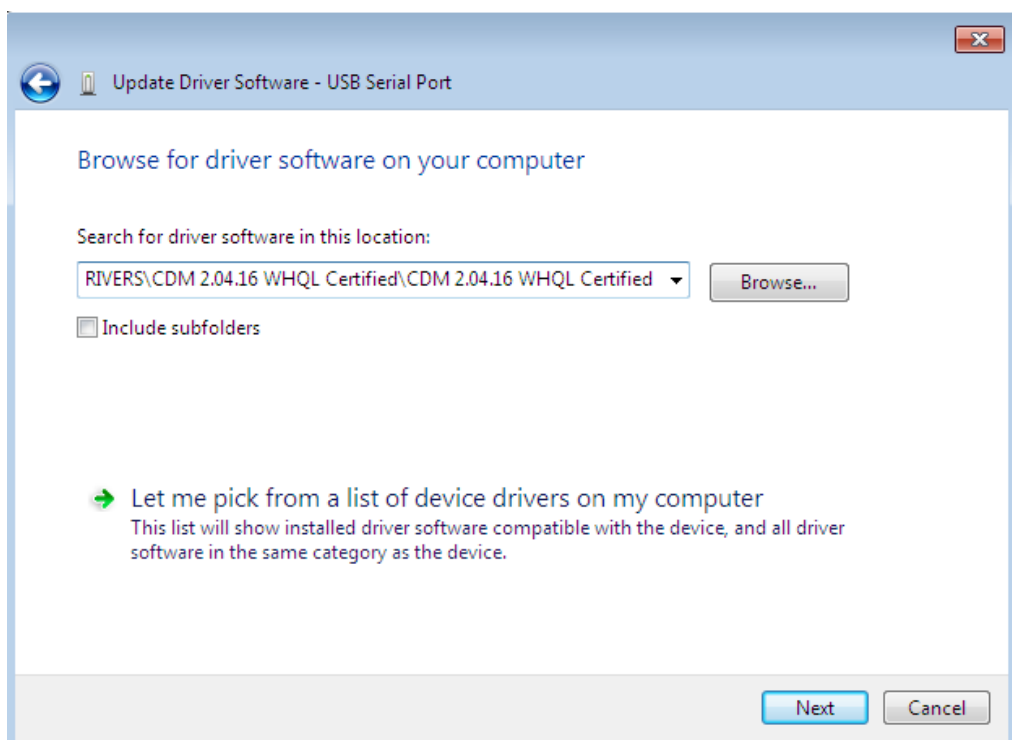 Update Driver Software - USB Serial Port
Browse for driver software on your computer
Search for driver software in this location:
RIVERS\CDM 2.04.16 WHQL Certified\CDM 2.04.16 WHQL Certified
Browse...
Include subfolders
Let me pick from a list of device drivers on my computer
This list will show installed driver software compatible with the device, and all driver
software in the same category as the device.
Next
Cancel